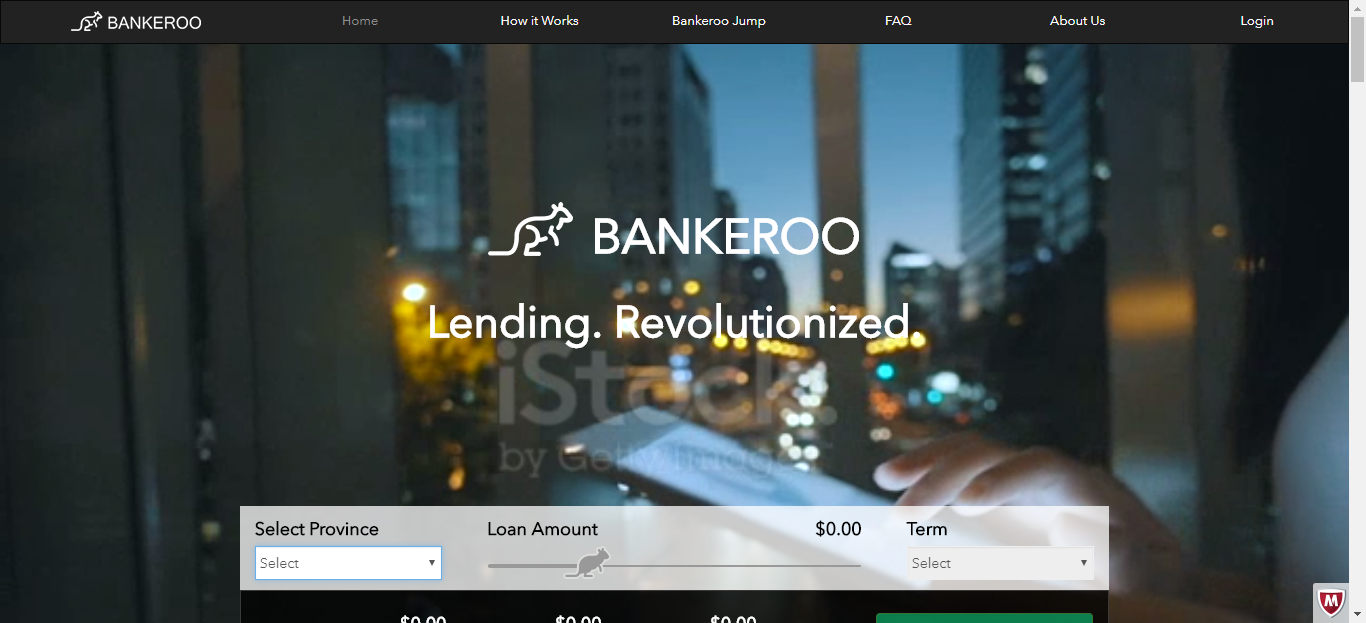 BANKEROO
Home
How it Works
Bankeroo Jump
FAQ
About Us
Login
BANKEROO
Lending. Revolutionized.
iStock.
by Getty Images
Select Province
Loan Amount
$0.00
Term
Select
Select
$0.00
$0.00
$0.00